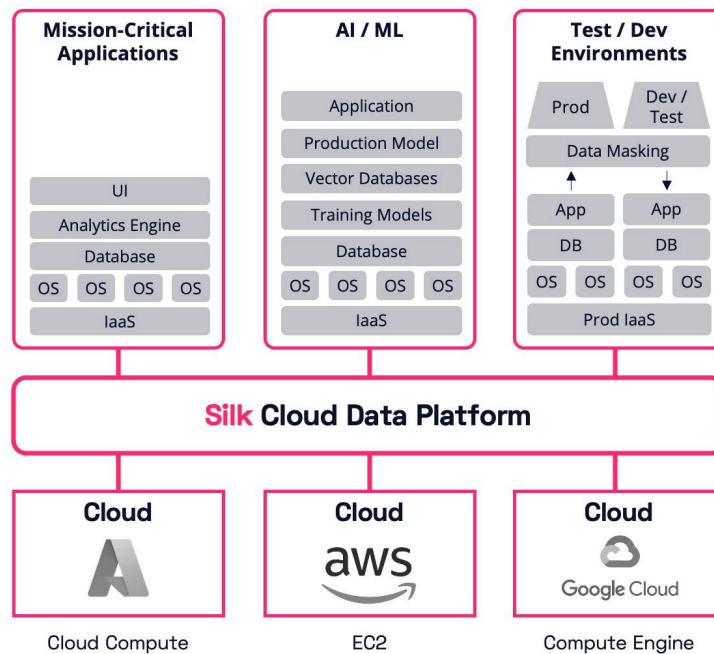 Mission-Critical
Applications
UI
Analytics Engine
Database
OS OS OS OS
IaaS
AI / ML
Application
Production Model
Vector Databases
Training Models
Database
OS OS OS OS
IaaS
Test / Dev
Environments
Prod
Dev /
Test
Data Masking
App App
DB DB
OS OS OS OS
Prod IaaS
Silk Cloud Data Platform
Cloud
Cloud Compute
Cloud
aws
EC2
Cloud
Google Cloud
Compute Engine